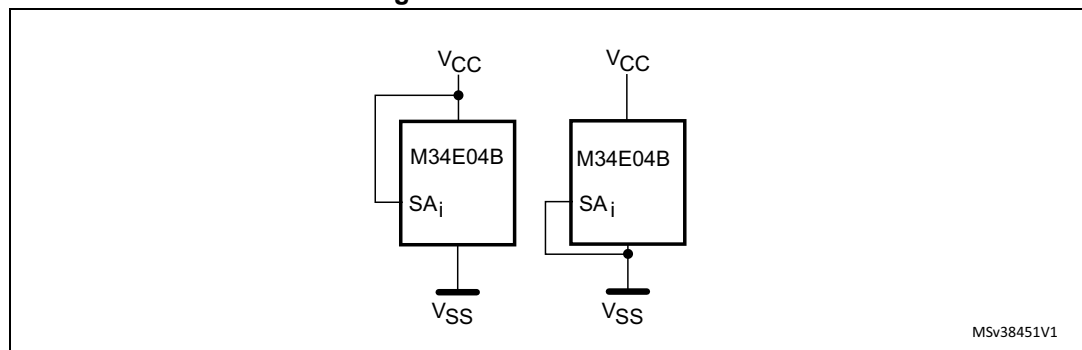 VCC VCC
M34E04B M34E04B
SAi SAi
VSS VSS
MSv38451V1